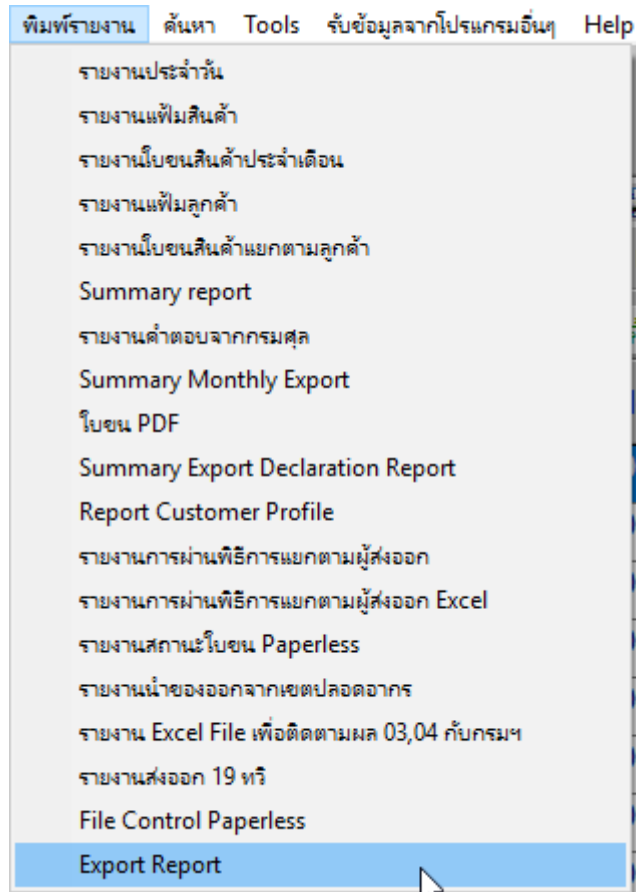 พิมพ์รายงาน ค้นหา Tools รับข้อมูลจากโปรแกรมอื่นๆ Help
รายงานประจำวัน
รายงานแฟ้มสินค้า
รายงานใบขนสินค้าประจำเดือน
รายงานแฟ้มลูกค้า
รายงานใบขนสินค้าแยกตามลูกค้า
Summary report
รายงานคำตอบจากกรมศุล
Summary Monthly Export
ใบขน PDF
Summary Export Declaration Report
Report Customer Profile
รายงานการผ่านพิธีการแยกตามผู้ส่งออก
รายงานการผ่านพิธีการแยกตามผู้ส่งออก Excel
รายงานสถานะใบขน Paperless
รายงานนำของออกจากเขตปลอดอากร
รายงาน Excel File เพื่อติดตามผล 03,04 กับกรมฯ
รายงานส่งออก 19 ทวิ
File Control Paperless
Export Report